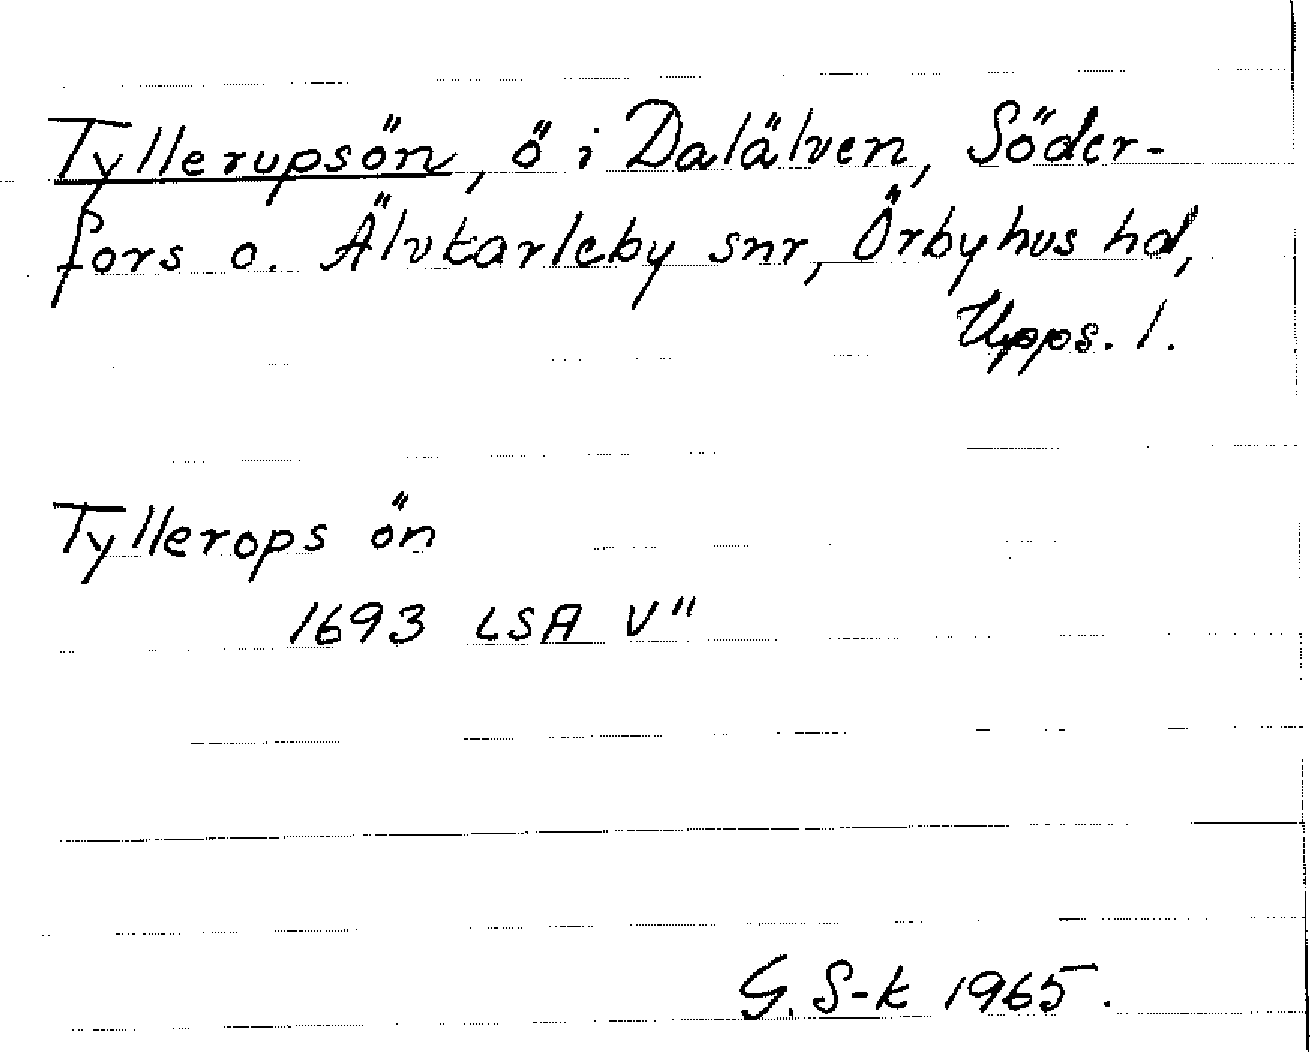 Tyllerupsön, ö i Dalälven, Söder-
fors o. Älvkarleby snr, Örbyhus hd,
Upps. l.
Tyllerops ön
1693 LSA V"
G. S-k 1965.